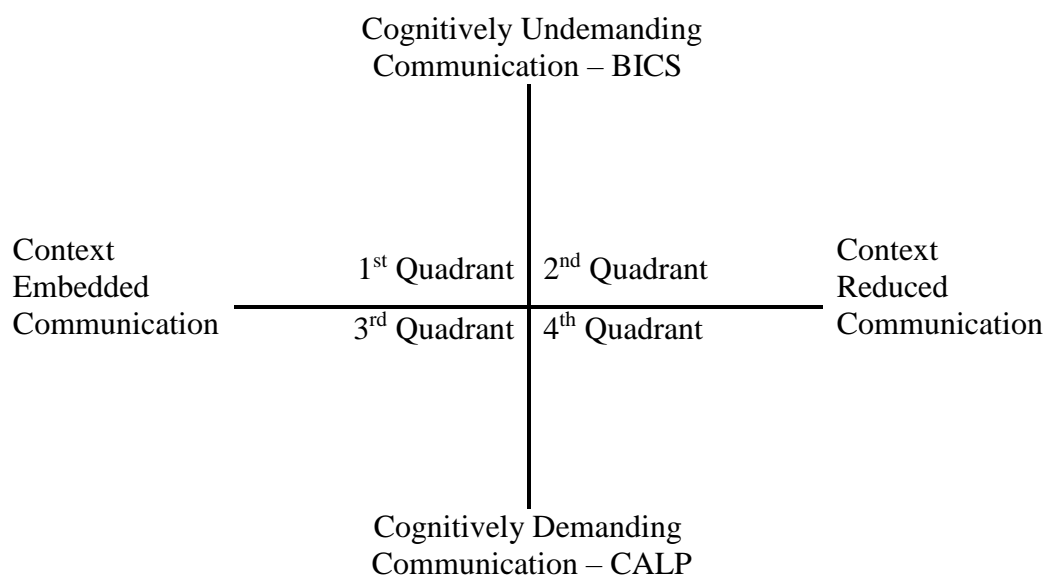 Cognitively Undemanding
Communication – BICS
Context
Embedded
Communication
1st Quadrant
2nd Quadrant
3rd Quadrant
4th Quadrant
Context
Reduced
Communication
Cognitively Demanding
Communication – CALP